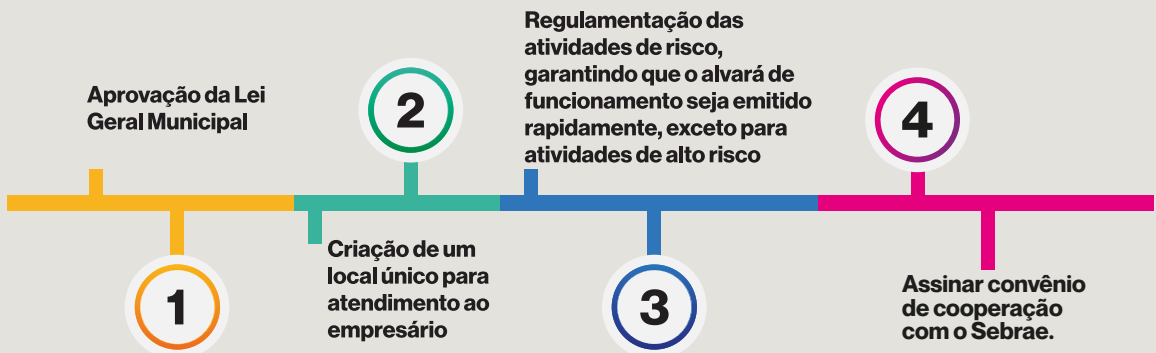 1
Aprovação da Lei
Geral Municipal
2
Criação de um
local único para
atendimento ao
empresário
3
Regulamentação das
atividades de risco,
garantindo que o alvará de
funcionamento seja emitido
rapidamente, exceto para
atividades de alto risco
4
Assinar convênio
de cooperação
com o Sebrae.